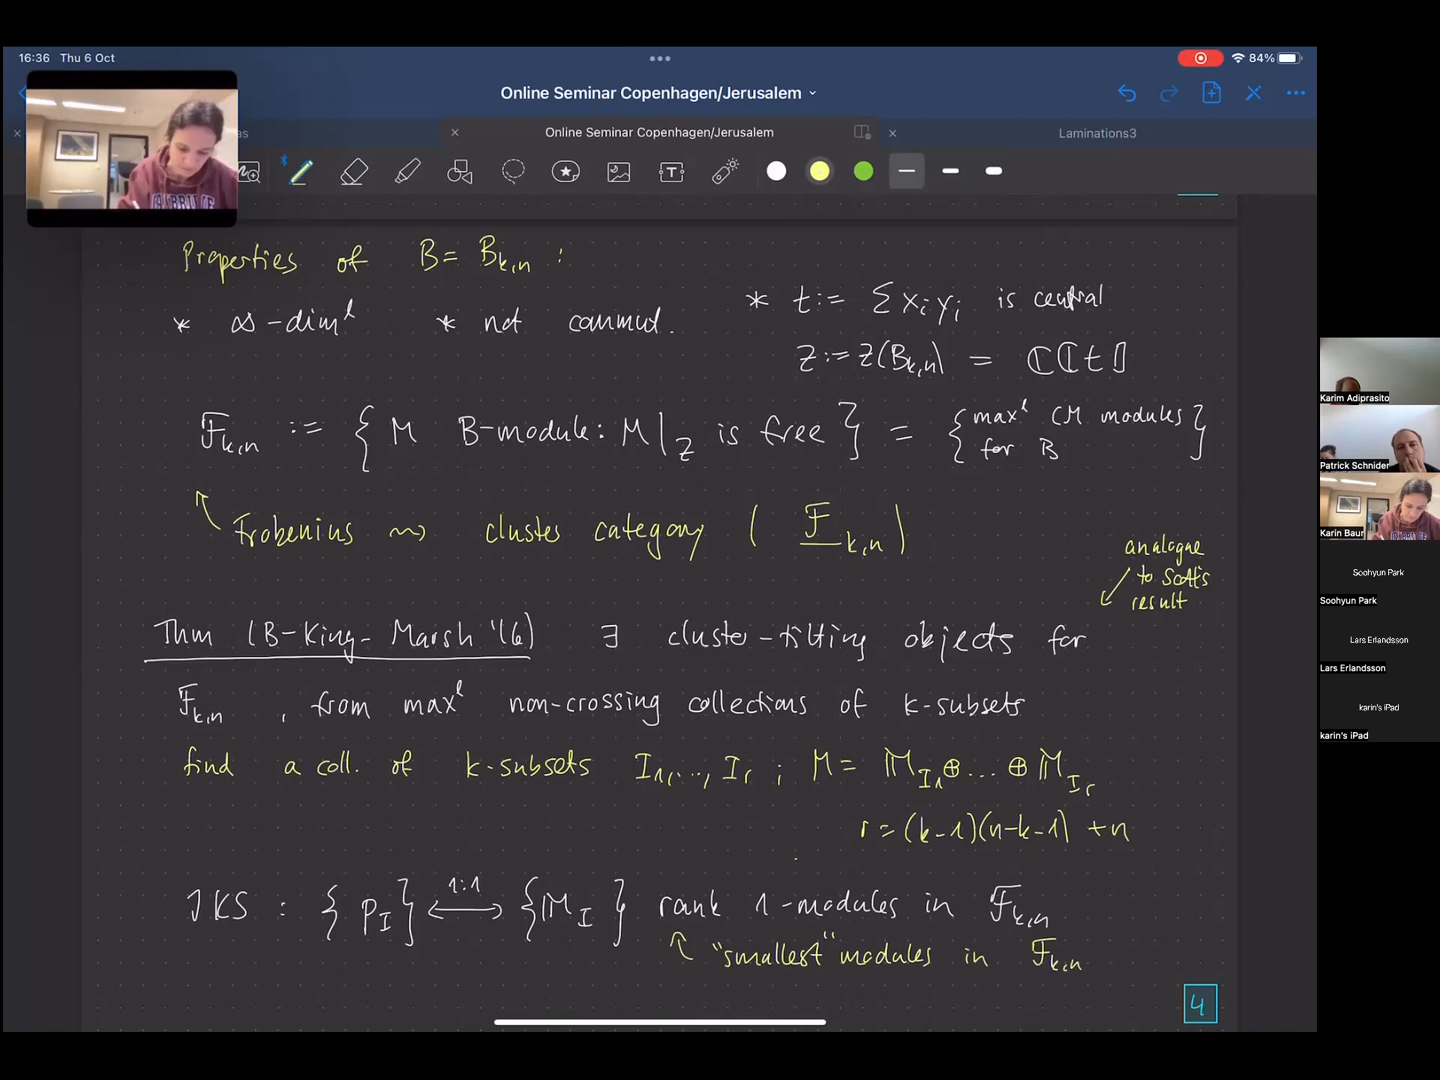 16:36 Thu 6 Oct
84%
Online Seminar Copenhagen/Jerusalem
as
Online Seminar Copenhagen/Jerusalem
Laminations3
Properties of B = B_{k,n} :
* ∞-dim^l * not commut. * t := Σ x_i y_i is central
Z := Z(B_{k,n}) = ℂ[[t]]
F_{k,n} := { M B-module: M|_Z is free } = { max^l CM modules for B }
Frobenius ⇝ cluster category ( \underline{F}_{k,n} )
analogue
to Scott's
result
Thm (B-King-Marsh '16) ∃ cluster-tilting objects for
F_{k,n} , from max^l non-crossing collections of k-subsets
find a coll. of k-subsets I_1, ..., I_r ; M = M_{I_1} ⊕ ... ⊕ M_{I_r}
r = (k-1)(n-k-1) + n
JKS : { P_I } ⟷^{1:1} { M_I } rank 1-modules in F_{k,n}
"smallest" modules in F_{k,n}
4
Karim Adiprasito
Patrick Schnider
Karin Baur
Soohyun Park
Soohyun Park
Lars Erlandsson
Lars Erlandsson
karin's iPad
karin's iPad